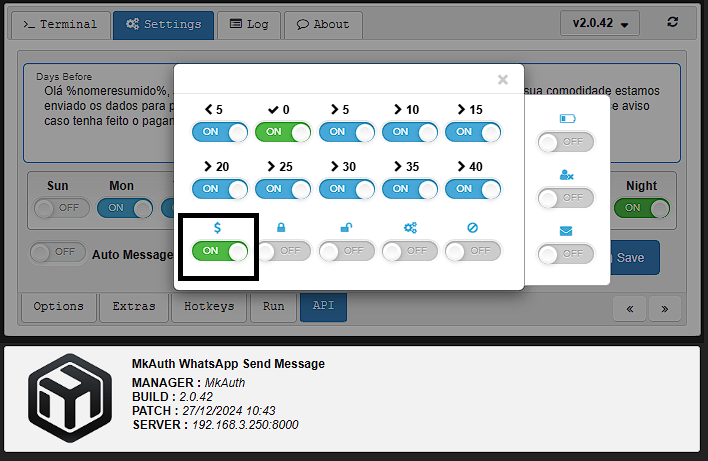 >_ Terminal Settings Log About v2.0.42
Days Before
Olá %nomeresumido%, sua comodidade estamos
enviado os dados para p e aviso
caso tenha feito o pagam
×
< 5 ✓ 0 > 5 > 10 > 15
ON ON ON ON ON
OFF
> 20 > 25 > 30 > 35 > 40
ON ON ON ON ON
OFF
Sun Mon Night
OFF ON ON
$
ON OFF OFF OFF OFF
OFF
OFF Auto Message Save
Options Extras Hotkeys Run API « »
MkAuth WhatsApp Send Message
MANAGER : MkAuth
BUILD : 2.0.42
PATCH : 27/12/2024 10:43
SERVER : 192.168.3.250:8000